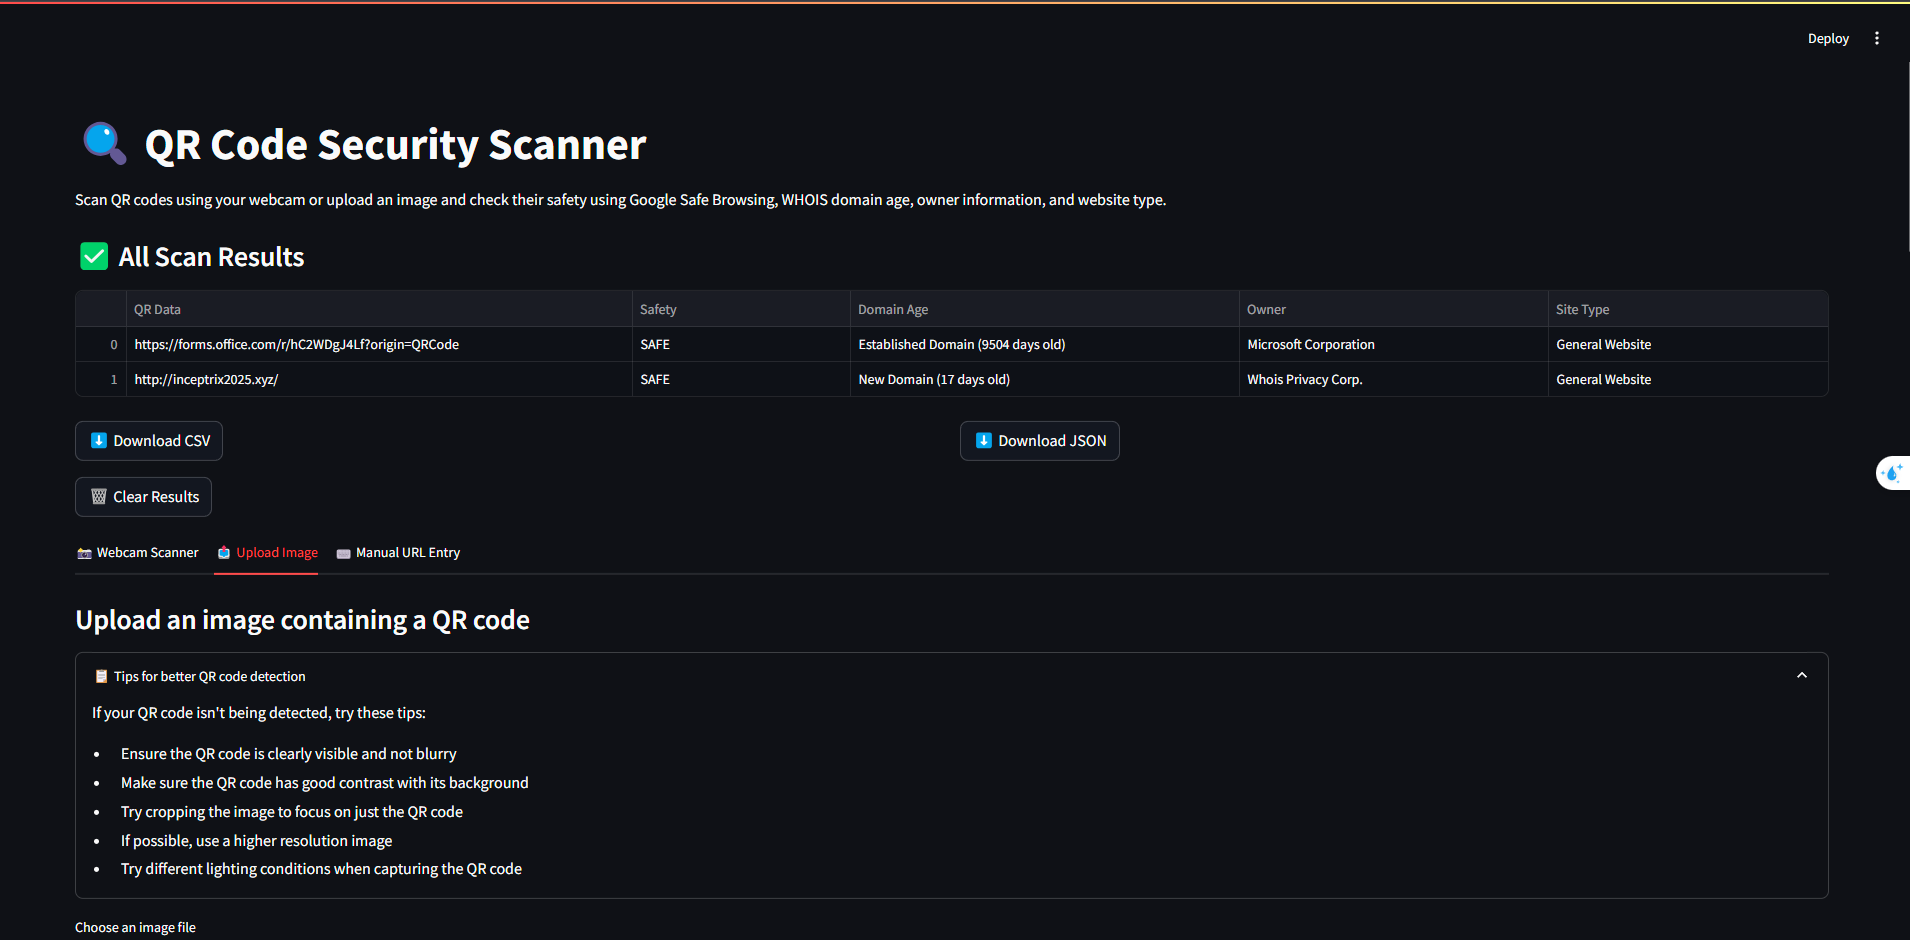 Deploy
QR Code Security Scanner
Scan QR codes using your webcam or upload an image and check their safety using Google Safe Browsing, WHOIS domain age, owner information, and website type.
All Scan Results
QR Data Safety Domain Age Owner Site Type
0 https://forms.office.com/r/hC2WDgJ4Lf?origin=QRCode SAFE Established Domain (9504 days old) Microsoft Corporation General Website
1 http://inceptrix2025.xyz/ SAFE New Domain (17 days old) Whois Privacy Corp. General Website
Download CSV Download JSON
Clear Results
Webcam Scanner Upload Image Manual URL Entry
Upload an image containing a QR code
Tips for better QR code detection
If your QR code isn't being detected, try these tips:
• Ensure the QR code is clearly visible and not blurry
• Make sure the QR code has good contrast with its background
• Try cropping the image to focus on just the QR code
• If possible, use a higher resolution image
• Try different lighting conditions when capturing the QR code
Choose an image file